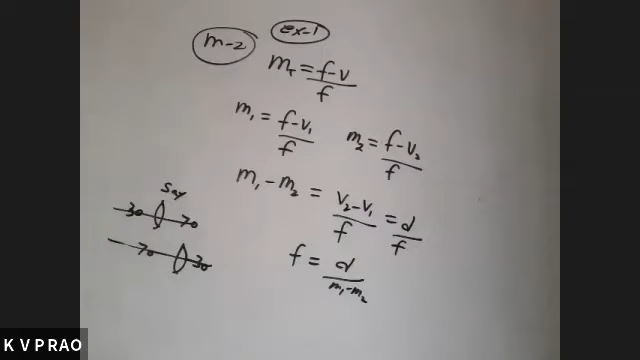 m-2 ex-1
m_T = f-v/f
m_1 = f-v_1/f m_2 = f-v_2/f
m_1 - m_2 = v_2-v_1/f = d/f
f = d/m_1-m_2
Say
30 70
70 30
K V P RAO